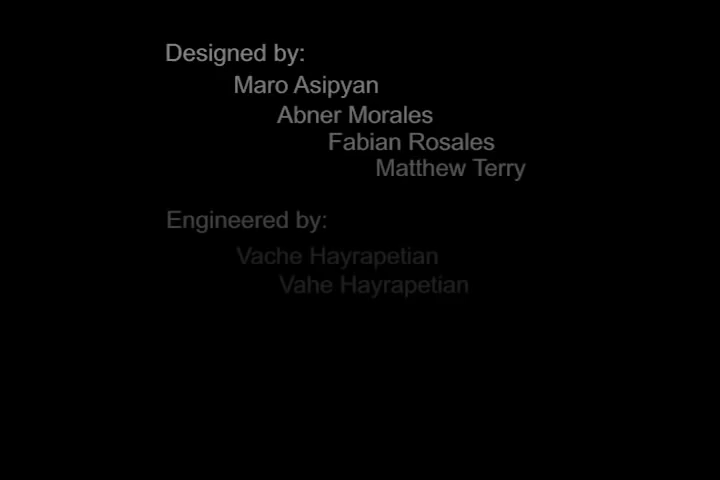 Designed by:
Maro Asipyan
Abner Morales
Fabian Rosales
Matthew Terry
Engineered by:
Vache Hayrapetian
Vahe Hayrapetian